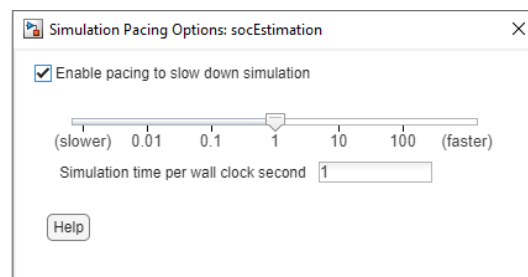 Simulation Pacing Options: socEstimation
Enable pacing to slow down simulation
(slower) 0.01 0.1 1 10 100 (faster)
Simulation time per wall clock second 1
Help